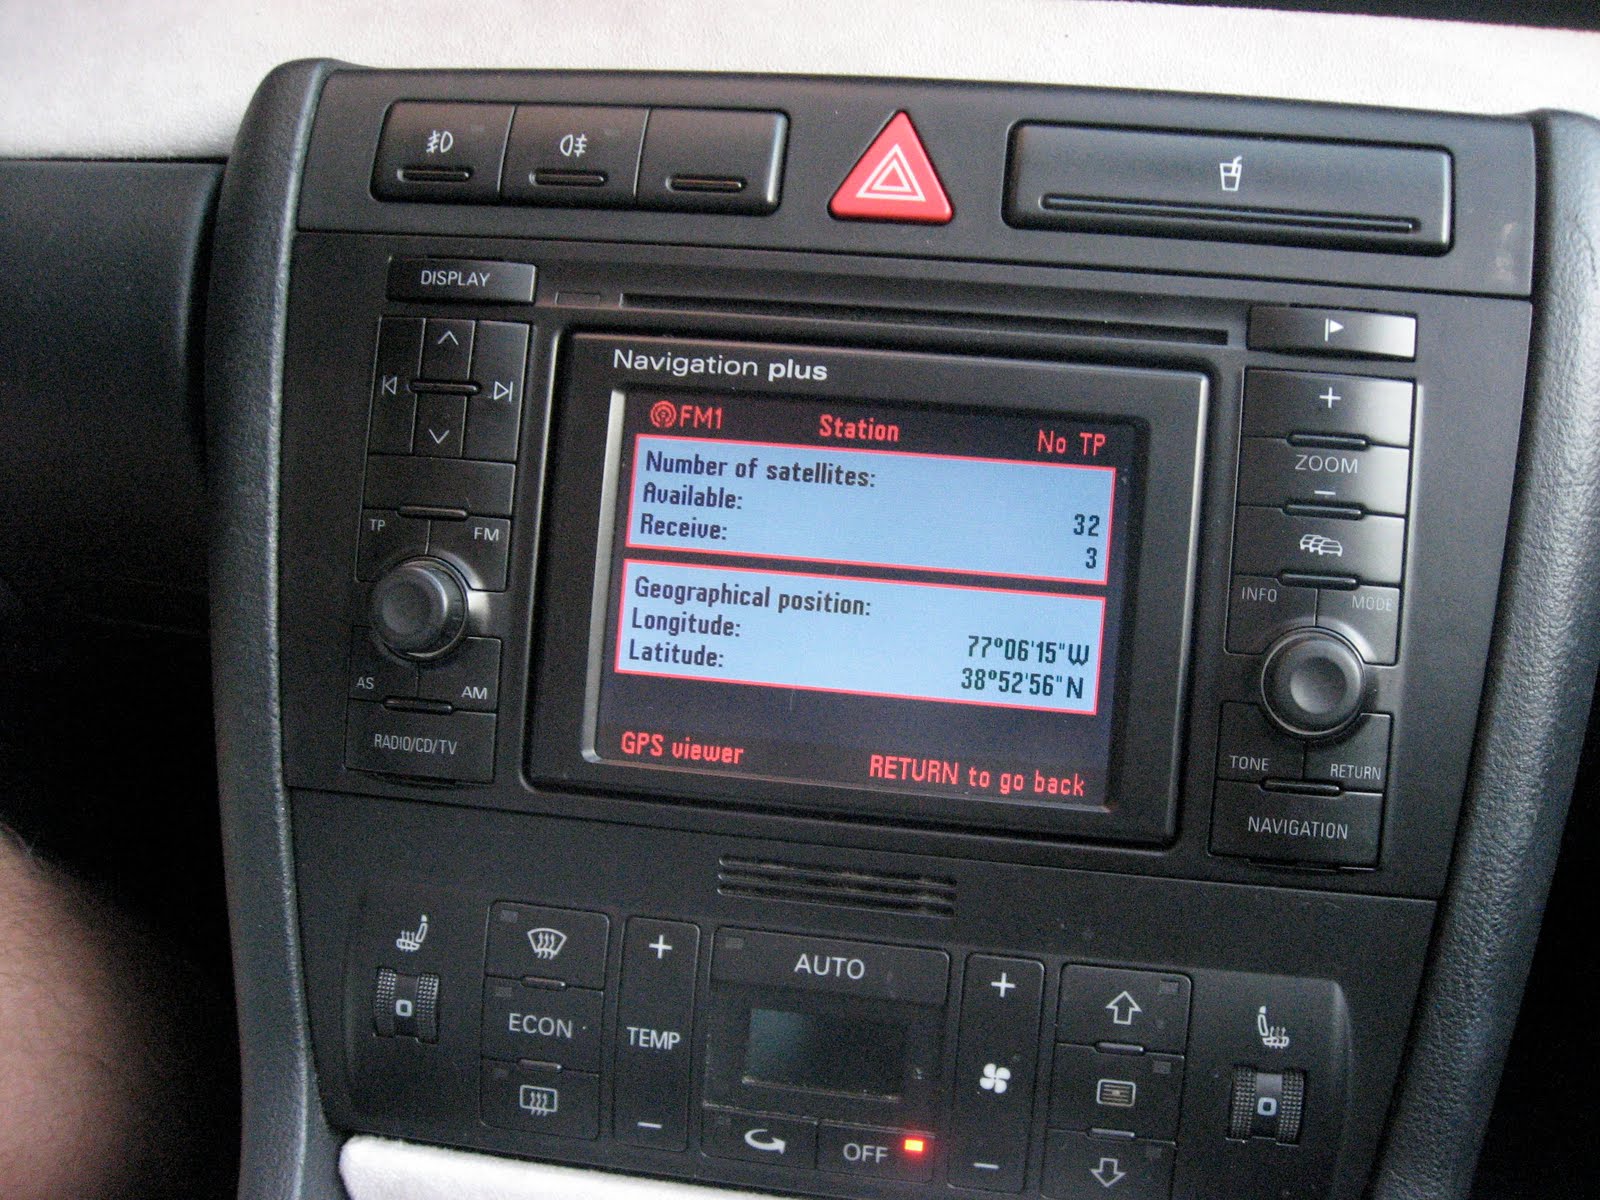 DISPLAY
Navigation plus
FM1 Station No TP
Number of satellites:
Available: 32
Receive: 3
Geographical position:
Longitude: 77°06'15"W
Latitude: 38°52'56"N
GPS viewer RETURN to go back
TP FM
AS AM
RADIO/CD/TV
+
ZOOM
−
INFO MODE
TONE RETURN
NAVIGATION
AUTO
ECON
+ TEMP −
OFF
+ −
0
0